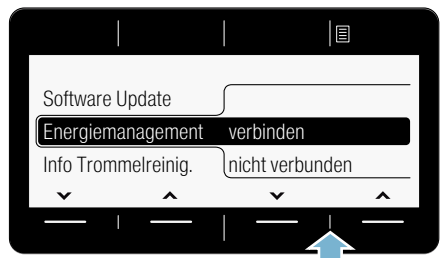 Software Update
Energiemanagement verbinden
Info Trommelreinig. nicht verbunden